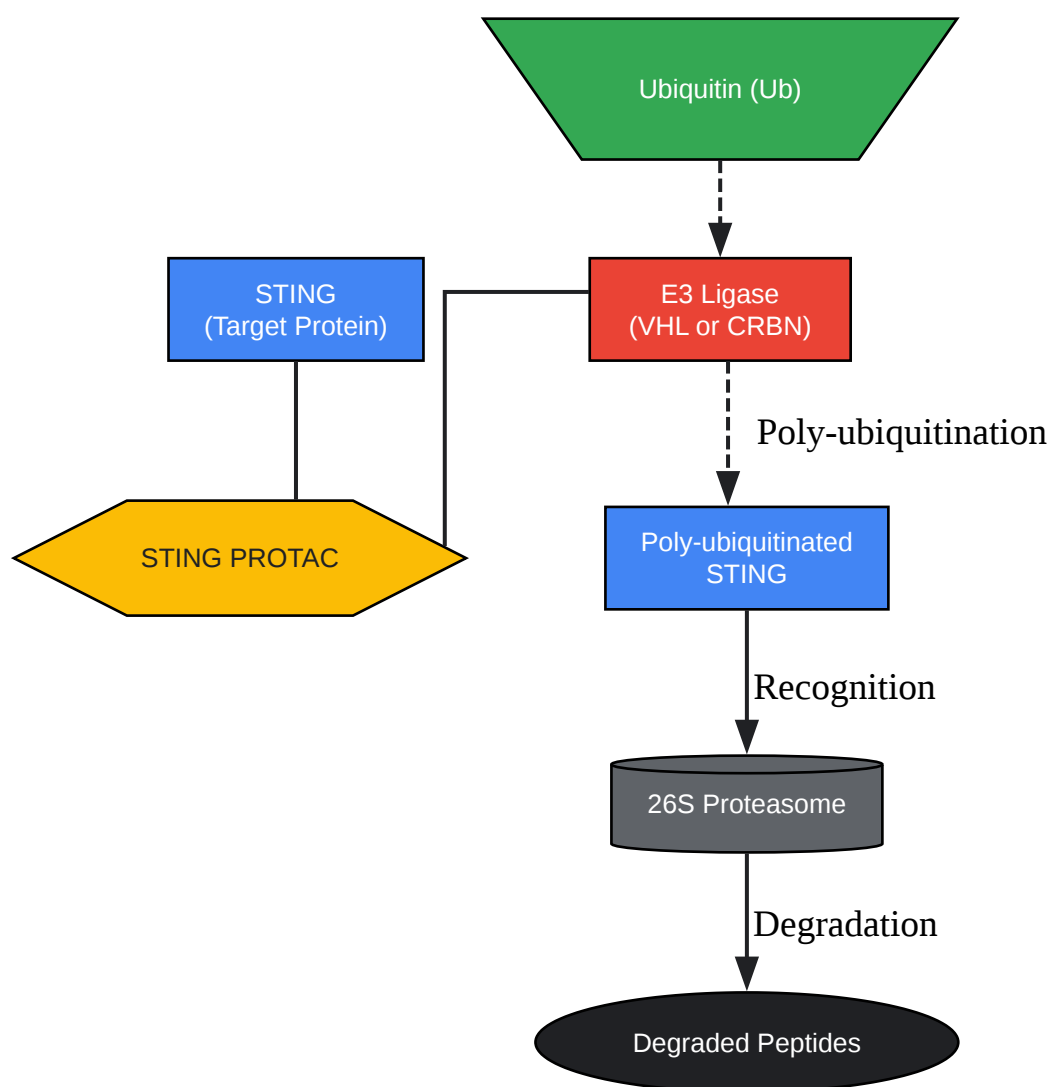 Ubiquitin (Ub)
STING
(Target Protein)
E3 Ligase
(VHL or CRBN)
Poly-ubiquitination
STING PROTAC
Poly-ubiquitinated
STING
Recognition
26S Proteasome
Degradation
Degraded Peptides